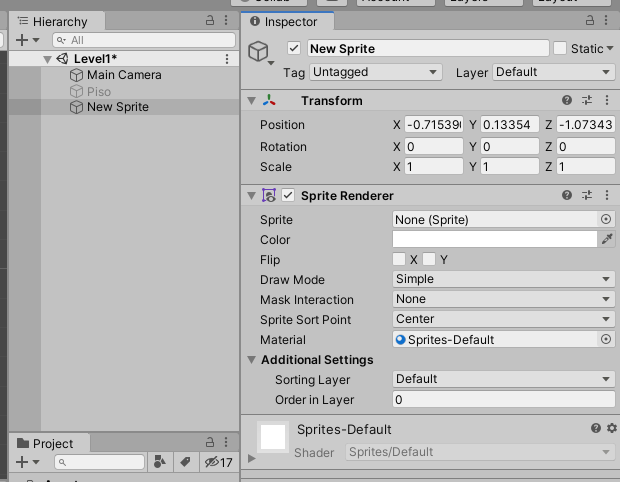 Hierarchy
All
Level1*
Main Camera
Piso
New Sprite
Project
17
Inspector
New Sprite
Static
Tag Untagged Layer Default
Transform
Position X -0.715390 Y 0.13354 Z -1.07343
Rotation X 0 Y 0 Z 0
Scale X 1 Y 1 Z 1
Sprite Renderer
Sprite None (Sprite)
Color
Flip X Y
Draw Mode Simple
Mask Interaction None
Sprite Sort Point Center
Material Sprites-Default
Additional Settings
Sorting Layer Default
Order in Layer 0
Sprites-Default
Shader Sprites/Default